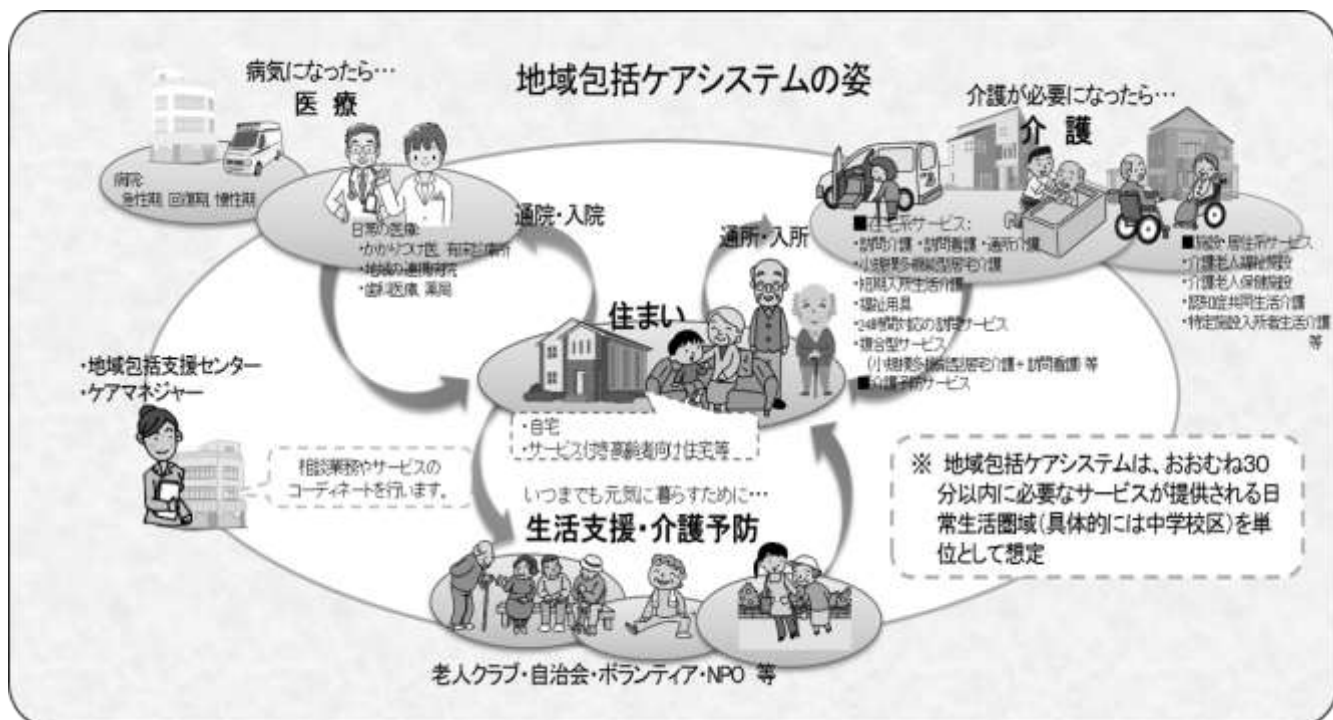 地域包括ケアシステムの姿
病気になったら…
医 療
病院:
急性期、回復期、慢性期
日常の医療:
・かかりつけ医、有床診療所
・地域の連携病院
・歯科医療、薬局
通院・入院
通所・入所
介護が必要になったら…
介 護
■在宅系サービス:
・訪問介護 ・訪問看護 ・通所介護
・小規模多機能型居宅介護
・短期入所生活介護
・福祉用具
・24時間対応の訪問サービス
・複合型サービス
(小規模多機能型居宅介護+訪問看護) 等
■介護予防サービス
■施設・居住系サービス
・介護老人福祉施設
・介護老人保健施設
・認知症共同生活介護
・特定施設入所者生活介護
等
住まい
・自宅
・サービス付き高齢者向け住宅等
・地域包括支援センター
・ケアマネジャー
相談業務やサービスの
コーディネートを行います。
いつまでも元気に暮らすために…
生活支援・介護予防
老人クラブ・自治会・ボランティア・NPO 等
※ 地域包括ケアシステムは、おおむね30
分以内に必要なサービスが提供される日
常生活圏域(具体的には中学校区)を単
位として想定